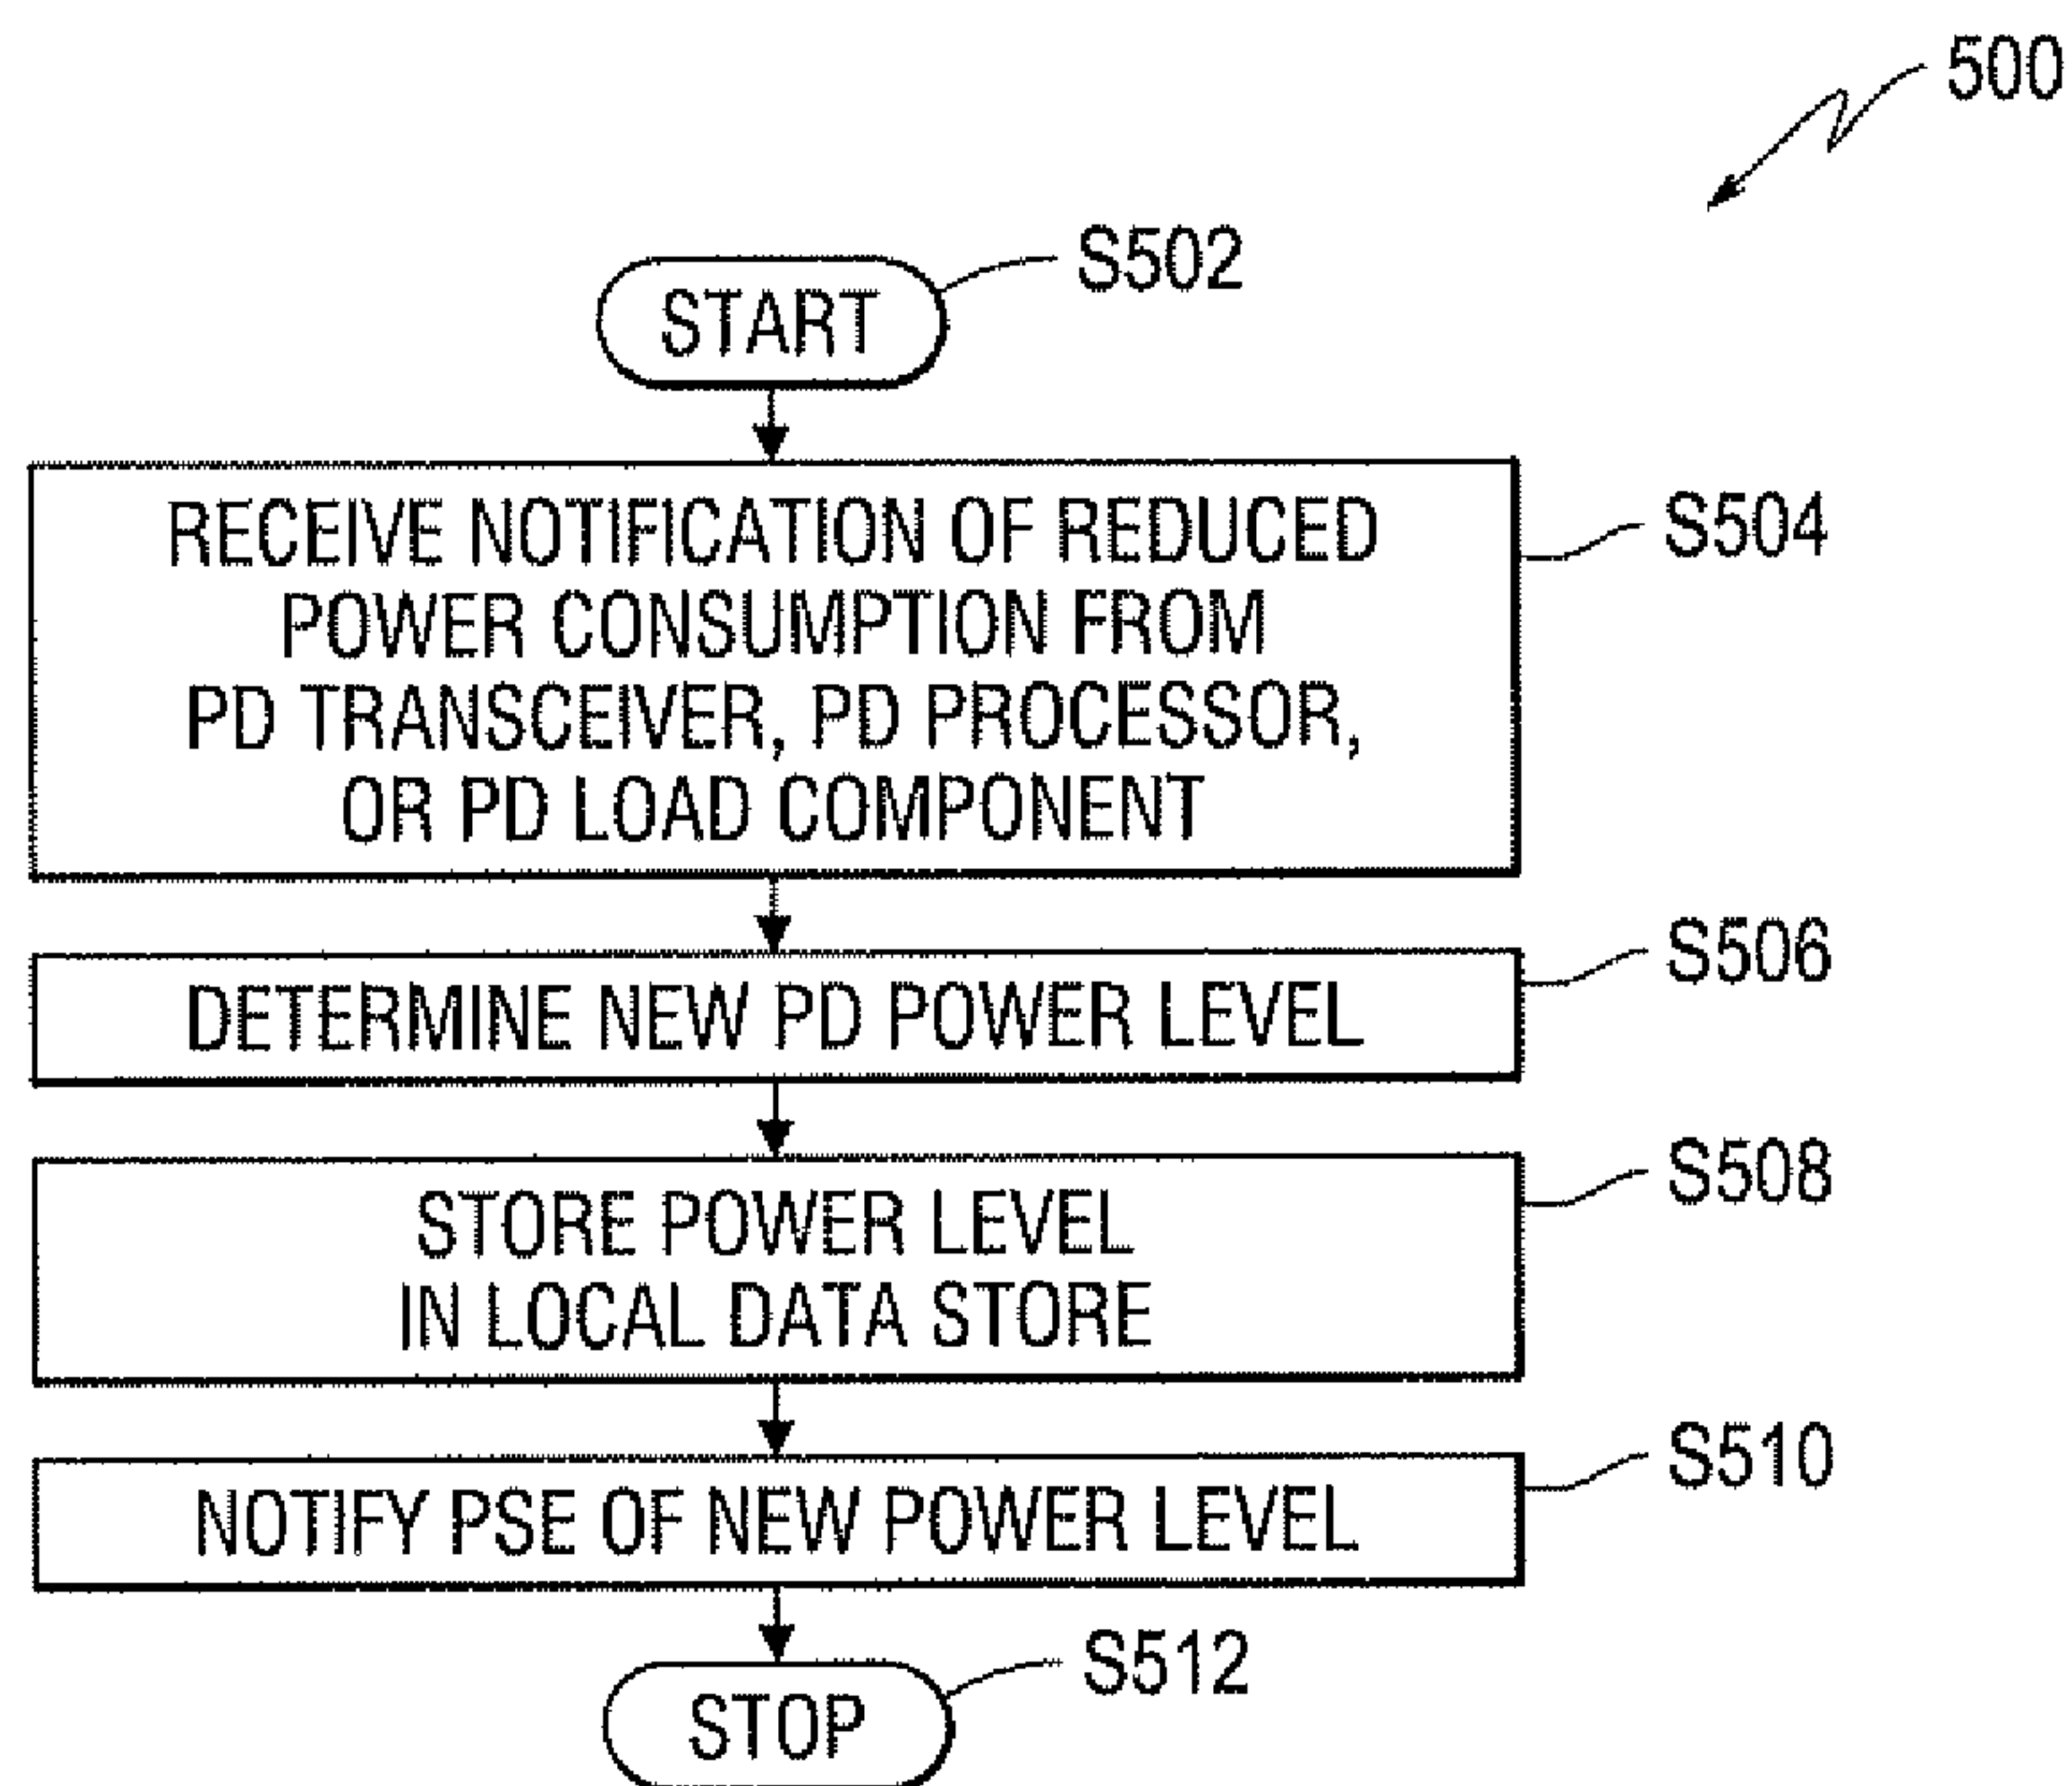 500
START
S502
RECEIVE NOTIFICATION OF REDUCED
POWER CONSUMPTION FROM
PD TRANSCEIVER, PD PROCESSOR,
OR PD LOAD COMPONENT
S504
DETERMINE NEW PD POWER LEVEL
S506
STORE POWER LEVEL
IN LOCAL DATA STORE
S508
NOTIFY PSE OF NEW POWER LEVEL
S510
STOP
S512